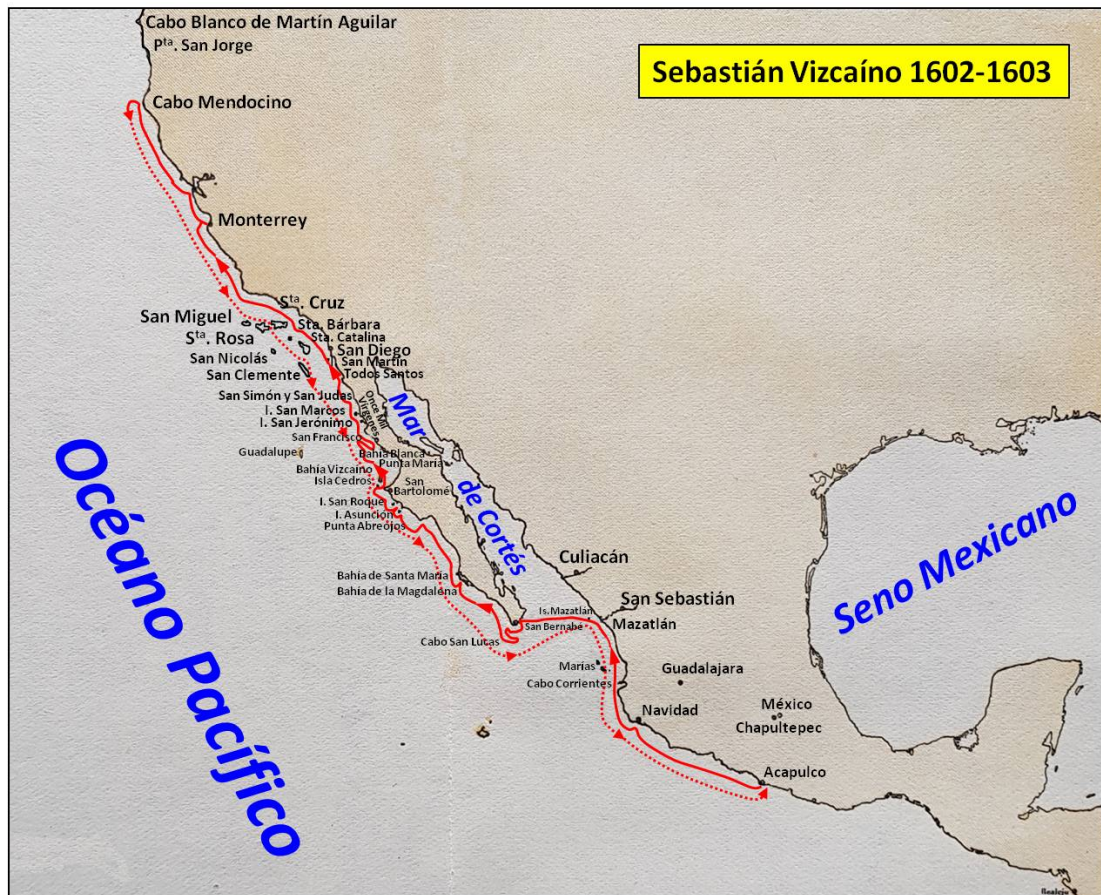 Cabo Blanco de Martín Aguilar
Pta. San Jorge
Sebastián Vizcaíno 1602-1603
Cabo Mendocino
Monterrey
Sta. Cruz
San Miguel
Sta. Bárbara
Sta. Rosa
Sta. Catalina
San Diego
San Nicolás
San Martín
San Clemente
Todos Santos
San Simón y San Judas
I. San Marcos
Once Mil
Vírgenes
I. San Jerónimo
San Francisco
Guadalupe
Bahía Blanca
Punta María
Bahía Vizcaíno
Isla Cedros
San
Bartolomé
I. San Roque
I. Asunción
Punta Abreojos
Mar
de Cortés
Océano Pacífico
Seno Mexicano
Culiacán
Bahía de Santa María
Bahía de la Magdalena
San Sebastián
Is. Mazatlán
Mazatlán
San Bernabé
Cabo San Lucas
Marías
Cabo Corrientes
Guadalajara
Navidad
México
Chapultepec
Acapulco
Realejo